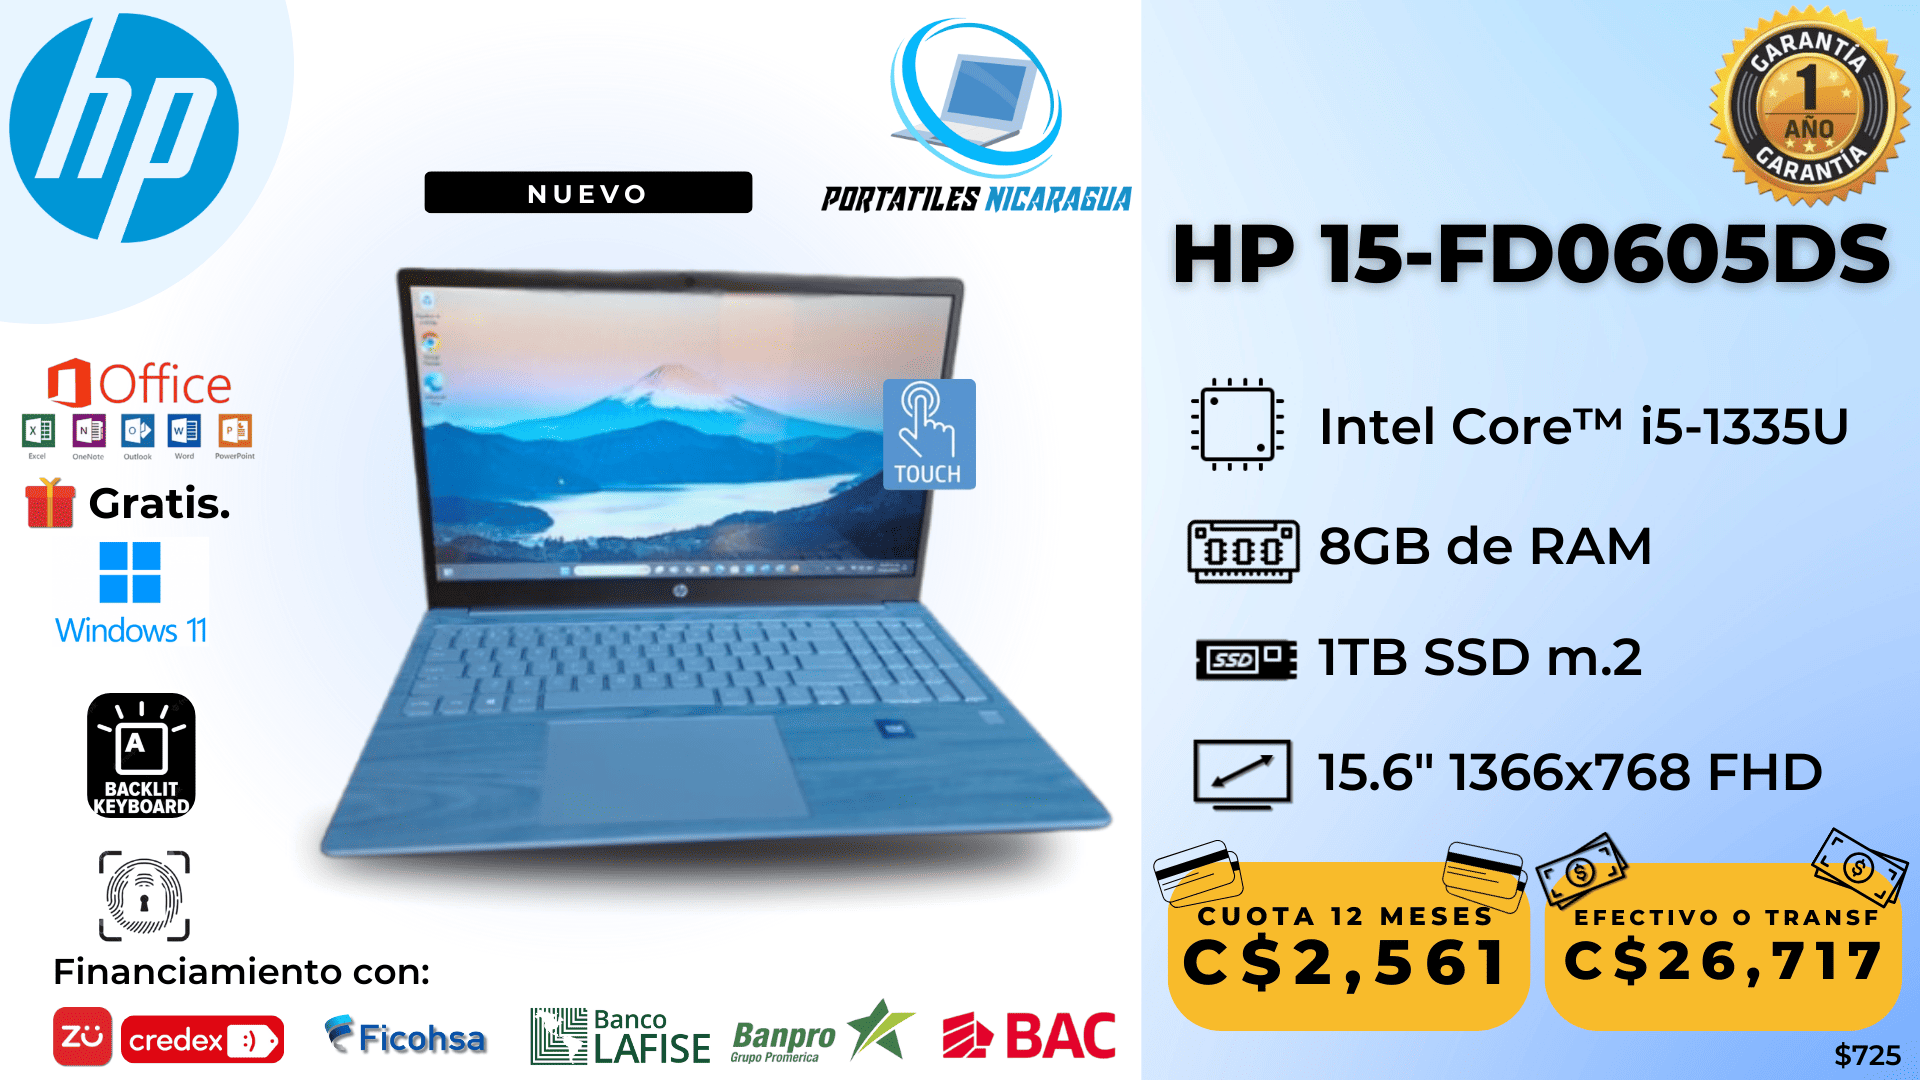 hp
NUEVO
PORTATILES NICARAGUA
GARANTÍA
1
AÑO
GARANTÍA
HP 15-FD0605DS
Office
Excel
OneNote
Outlook
Word
PowerPoint
Gratis.
Windows 11
TOUCH
Intel Core™ i5-1335U
8GB de RAM
SSD
1TB SSD m.2
15.6" 1366x768 FHD
A
BACKLIT
KEYBOARD
Financiamiento con:
ZÜ
credex :)
Ficohsa
Banco
LAFISE
Banpro
Grupo Promerica
BAC
CUOTA 12 MESES
C$2,561
EFECTIVO O TRANSF
C$26,717
$725